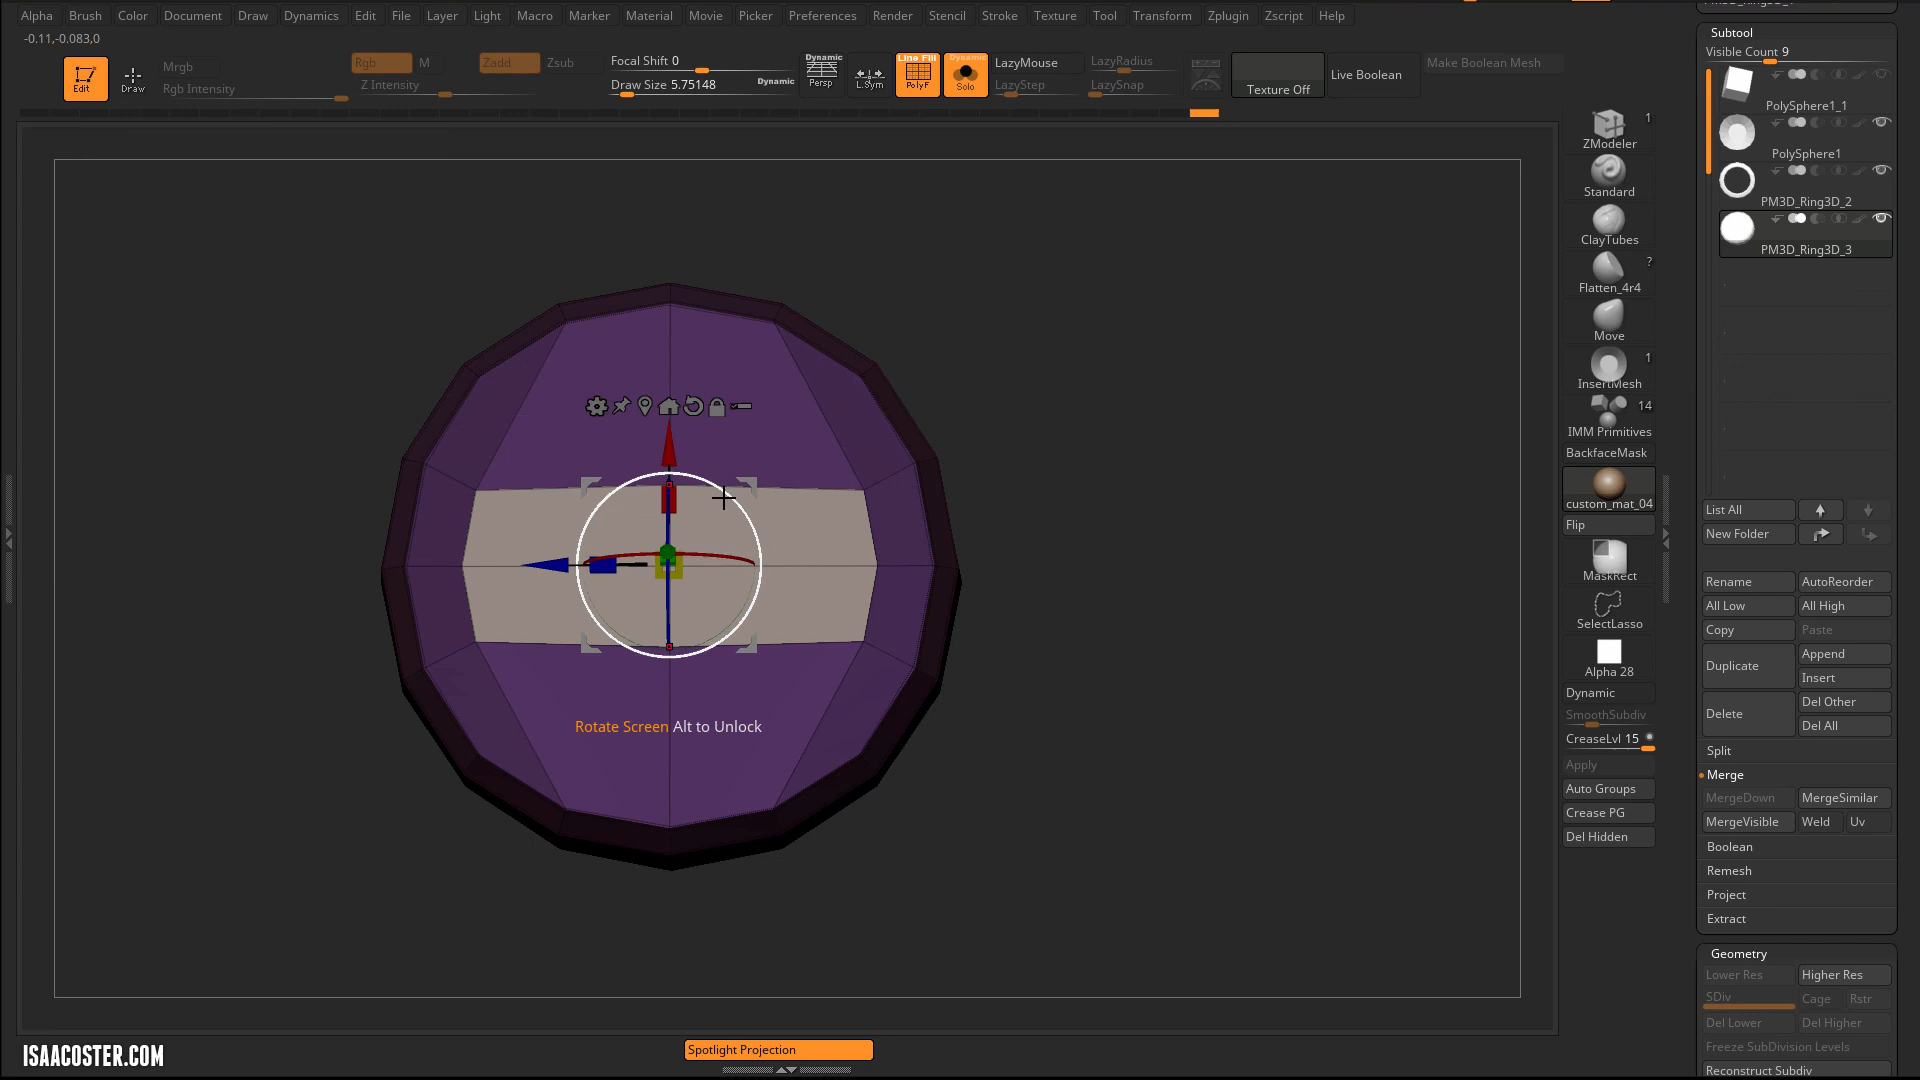 Alpha Brush Color Document Draw Dynamics Edit File Layer Light Macro Marker Material Movie Picker Preferences Render Stencil Stroke Texture Tool Transform Zplugin Zscript Help
-0.11,-0.083,0
Edit
Draw
Mrgb
Rgb Intensity
Rgb
M
Zadd
Zsub
Z Intensity
Focal Shift 0
Draw Size 5.75148
Dynamic
Dynamic
Persp
L.Sym
Line Fill
PolyF
Dynamic
Solo
LazyMouse
LazyStep
LazyRadius
LazySnap
Texture Off
Live Boolean
Make Boolean Mesh
Rotate Screen Alt to Unlock
ISAACOSTER.COM
Spotlight Projection
1
ZModeler
Standard
ClayTubes
?
Flatten_4r4
Move
1
InsertMesh
14
IMM Primitives
BackfaceMask
custom_mat_04
Flip
MaskRect
SelectLasso
Alpha 28
Dynamic
SmoothSubdiv
CreaseLvl 15
Apply
Auto Groups
Crease PG
Del Hidden
Subtool
Visible Count 9
PolySphere1_1
PolySphere1
PM3D_Ring3D_2
PM3D_Ring3D_3
List All
New Folder
Rename AutoReorder
All Low All High
Copy Paste
Duplicate Append
Insert
Delete Del Other
Del All
Split
Merge
MergeDown MergeSimilar
MergeVisible Weld Uv
Boolean
Remesh
Project
Extract
Geometry
Lower Res Higher Res
SDiv Cage Rstr
Del Lower Del Higher
Freeze SubDivision Levels
Reconstruct Subdiv